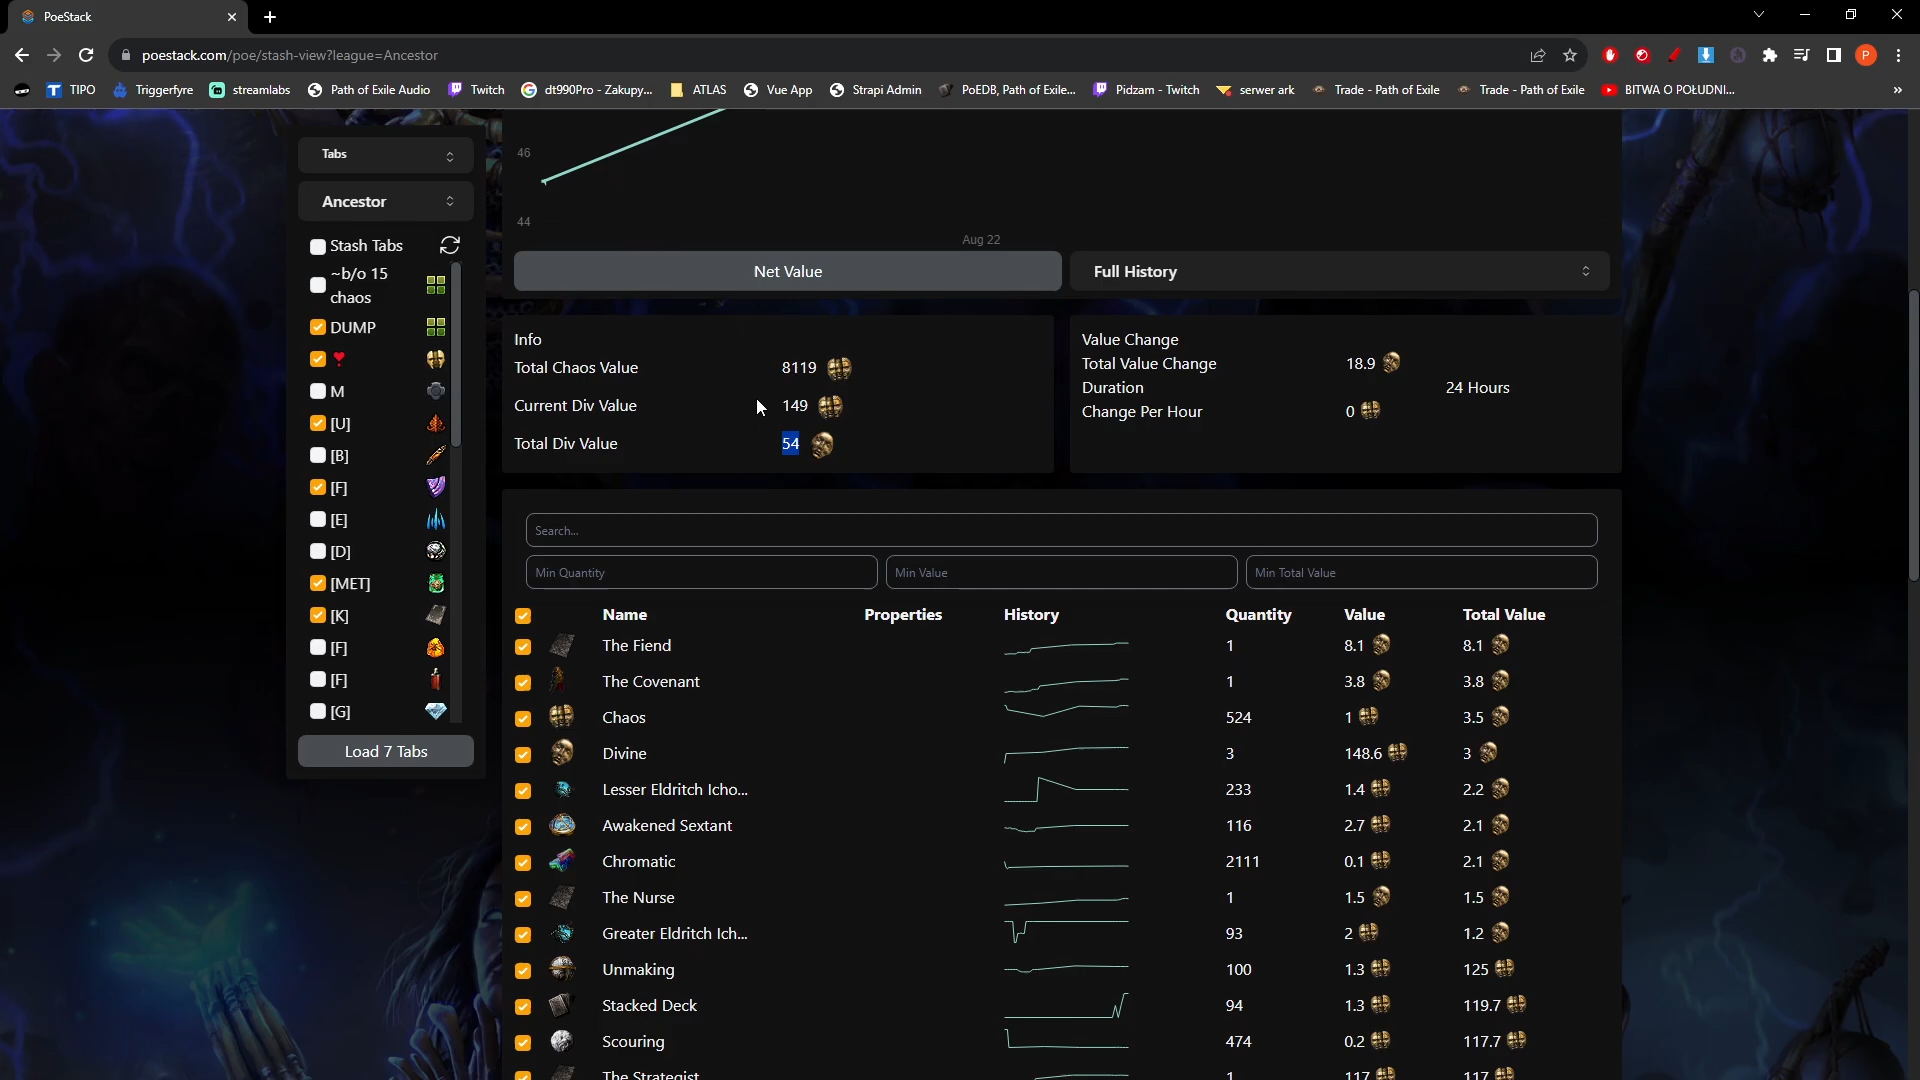 PoeStack
poestack.com/poe/stash-view?league=Ancestor
P
TIPO
Triggerfyre
streamlabs
Path of Exile Audio
Twitch
dt990Pro - Zakupy...
ATLAS
Vue App
Strapi Admin
PoEDB, Path of Exile...
Pidzam - Twitch
serwer ark
Trade - Path of Exile
Trade - Path of Exile
BITWA O POŁUDNI...
Tabs
Ancestor
Stash Tabs
~b/o 15
chaos
DUMP
M
[U]
[B]
[F]
[E]
[D]
[MET]
[K]
[F]
[F]
[G]
Load 7 Tabs
46
44
Aug 22
Net Value
Full History
Info
Total Chaos Value 8119
Current Div Value 149
Total Div Value 54
Value Change
Total Value Change 18.9
Duration 24 Hours
Change Per Hour 0
Search...
Min Quantity
Min Value
Min Total Value
Name Properties History Quantity Value Total Value
The Fiend 1 8.1 8.1
The Covenant 1 3.8 3.8
Chaos 524 1 3.5
Divine 3 148.6 3
Lesser Eldritch Icho... 233 1.4 2.2
Awakened Sextant 116 2.7 2.1
Chromatic 2111 0.1 2.1
The Nurse 1 1.5 1.5
Greater Eldritch Ich... 93 2 1.2
Unmaking 100 1.3 125
Stacked Deck 94 1.3 119.7
Scouring 474 0.2 117.7
The Strategist 1 117 117